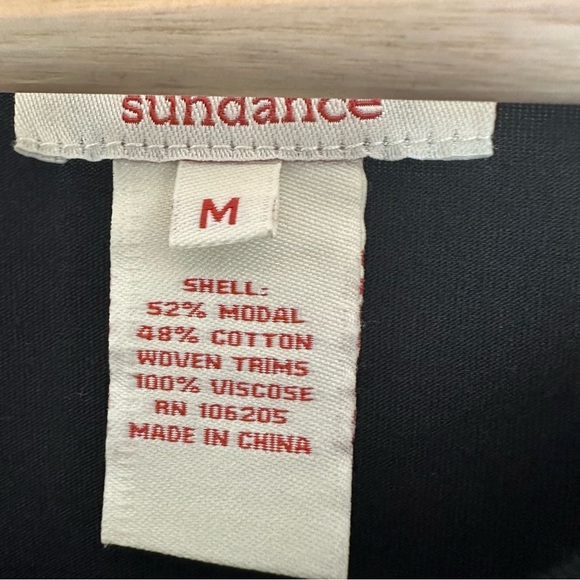 sundance
M
SHELL:
52% MODAL
48% COTTON
WOVEN TRIMS
100% VISCOSE
RN 106205
MADE IN CHINA